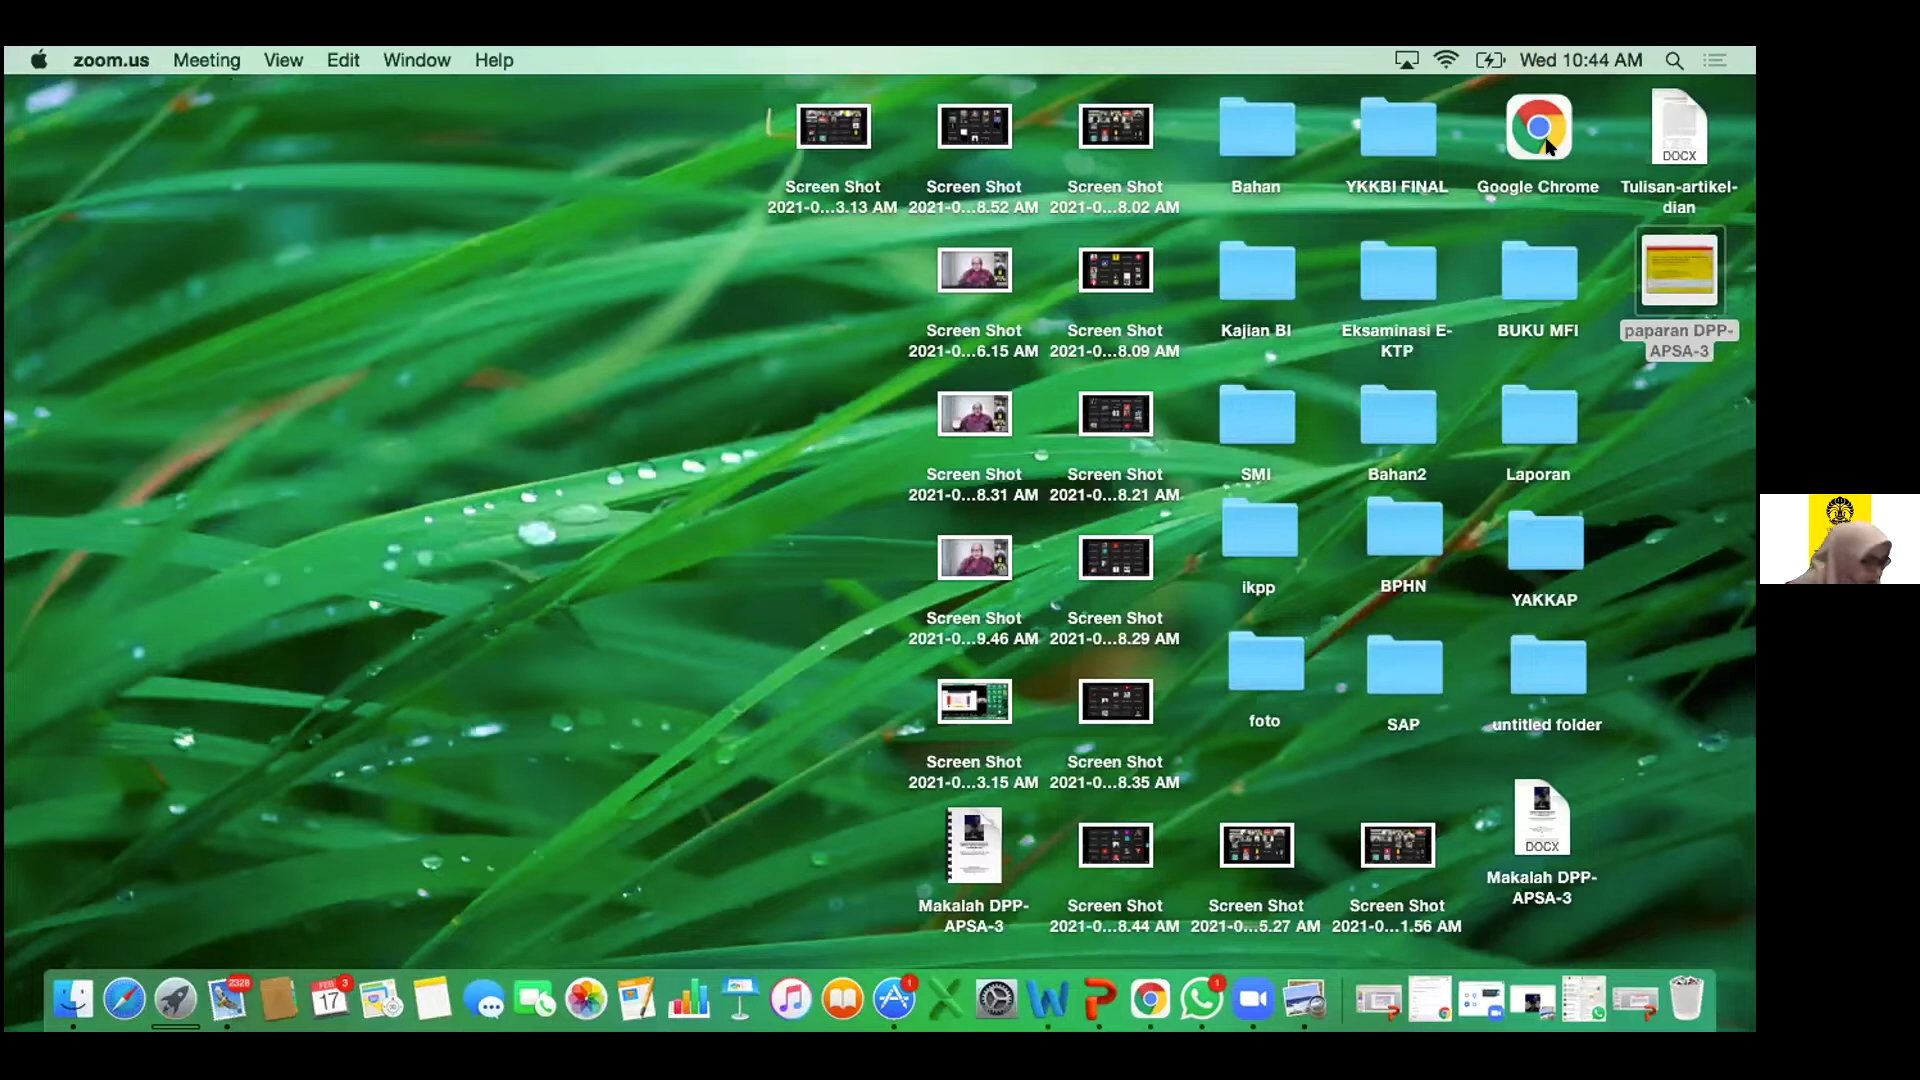 zoom.us Meeting View Edit Window Help Wed 10:44 AM
Screen Shot
2021-0...3.13 AM
Screen Shot
2021-0...8.52 AM
Screen Shot
2021-0...8.02 AM
Bahan
YKKBI FINAL
Google Chrome
DOCX
Tulisan-artikel-
dian
Screen Shot
2021-0...6.15 AM
Screen Shot
2021-0...8.09 AM
Kajian BI
Eksaminasi E-
KTP
BUKU MFI
paparan DPP-
APSA-3
Screen Shot
2021-0...8.31 AM
Screen Shot
2021-0...8.21 AM
SMI
Bahan2
Laporan
Screen Shot
2021-0...9.46 AM
Screen Shot
2021-0...8.29 AM
ikpp
BPHN
YAKKAP
Screen Shot
2021-0...3.15 AM
Screen Shot
2021-0...8.35 AM
foto
SAP
untitled folder
Makalah DPP-
APSA-3
Screen Shot
2021-0...8.44 AM
Screen Shot
2021-0...5.27 AM
Screen Shot
2021-0...1.56 AM
DOCX
Makalah DPP-
APSA-3
2328
FEB
17
3
1
1